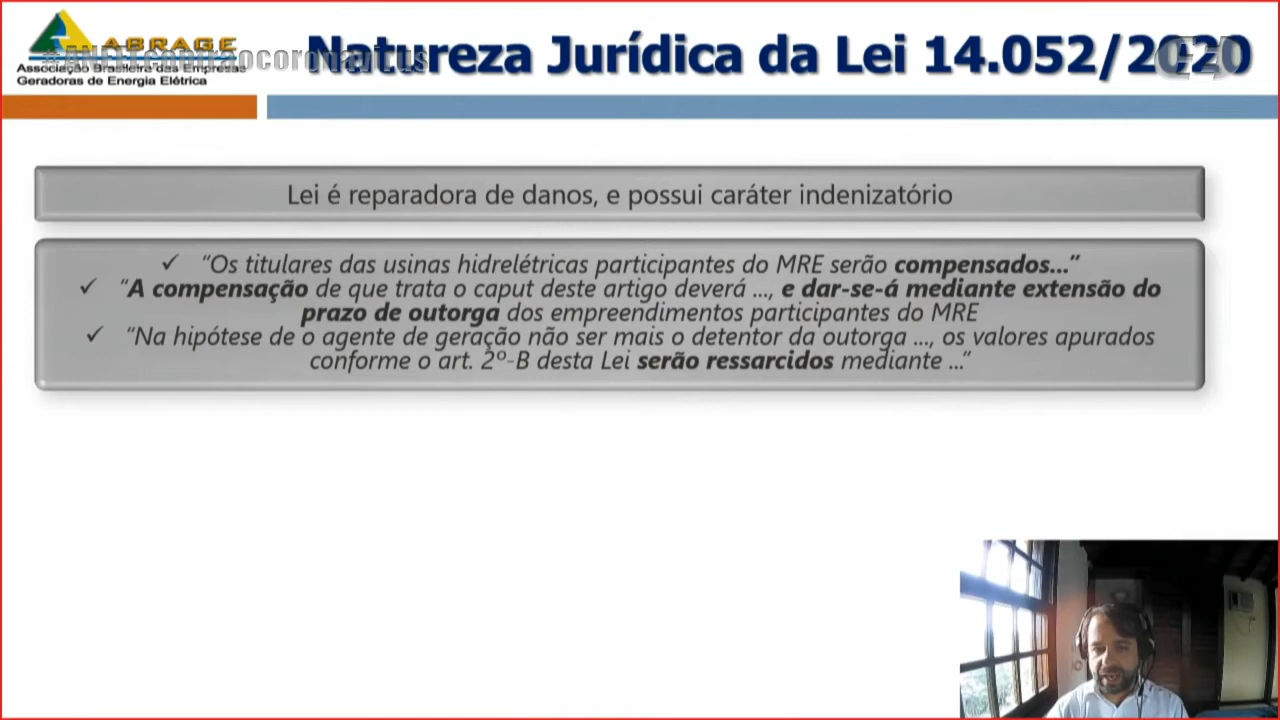 ABRAGE
Associação Brasileira das Empresas
Geradoras de Energia Elétrica
#ANEELcontraocoronavirus
Natureza Jurídica da Lei 14.052/2020
Lei é reparadora de danos, e possui caráter indenizatório
✓ “Os titulares das usinas hidrelétricas participantes do MRE serão compensados...”
✓ “A compensação de que trata o caput deste artigo deverá ..., e dar-se-á mediante extensão do
prazo de outorga dos empreendimentos participantes do MRE
✓ “Na hipótese de o agente de geração não ser mais o detentor da outorga ..., os valores apurados
conforme o art. 2º-B desta Lei serão ressarcidos mediante ...”